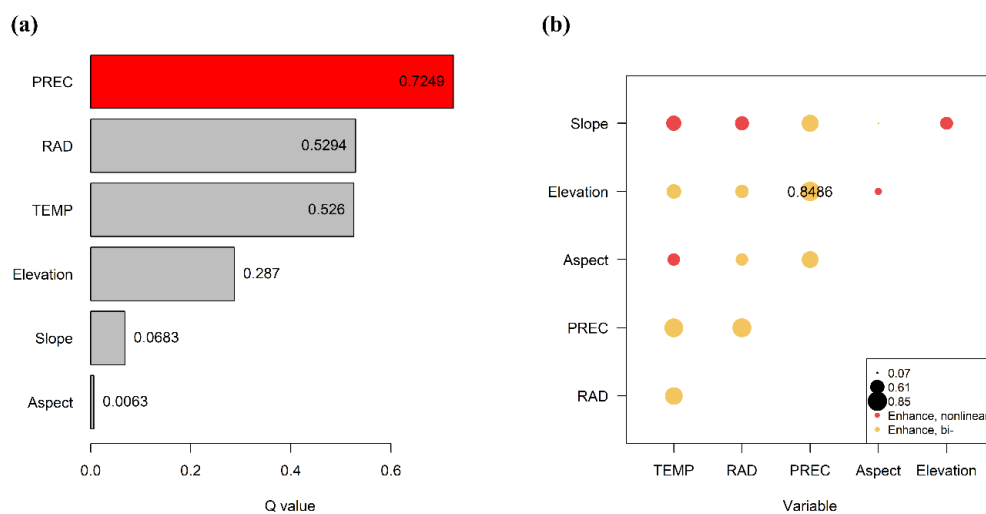 (a)
PREC
0.7249
RAD
0.5294
TEMP
0.526
Elevation
0.287
Slope
0.0683
Aspect
0.0063
0.0 0.2 0.4 0.6
Q value
(b)
Slope
Elevation
0.8486
Aspect
PREC
RAD
0.07
0.61
0.85
Enhance, nonlinear
Enhance, bi-
TEMP RAD PREC Aspect Elevation
Variable